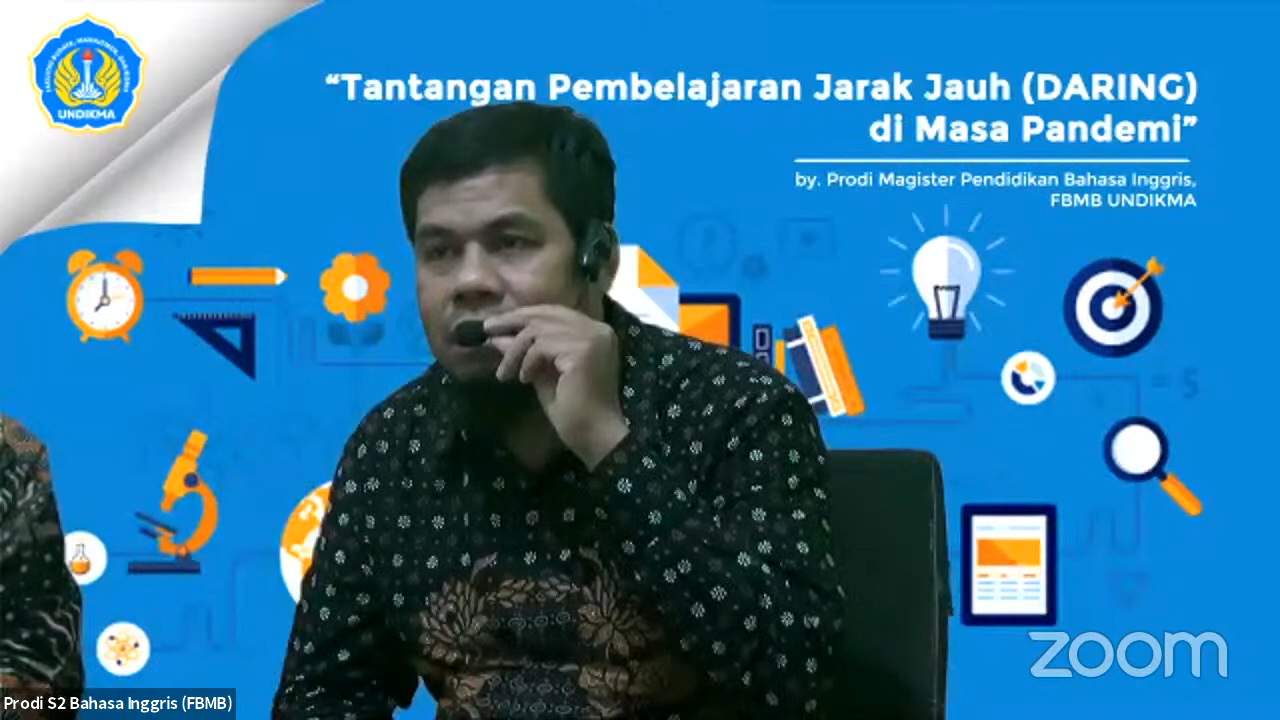 UNDIKMA
“Tantangan Pembelajaran Jarak Jauh (DARING)
di Masa Pandemi”
by. Prodi Magister Pendidikan Bahasa Inggris,
FBMB UNDIKMA
zoom
Prodi S2 Bahasa Inggris (FBMB)